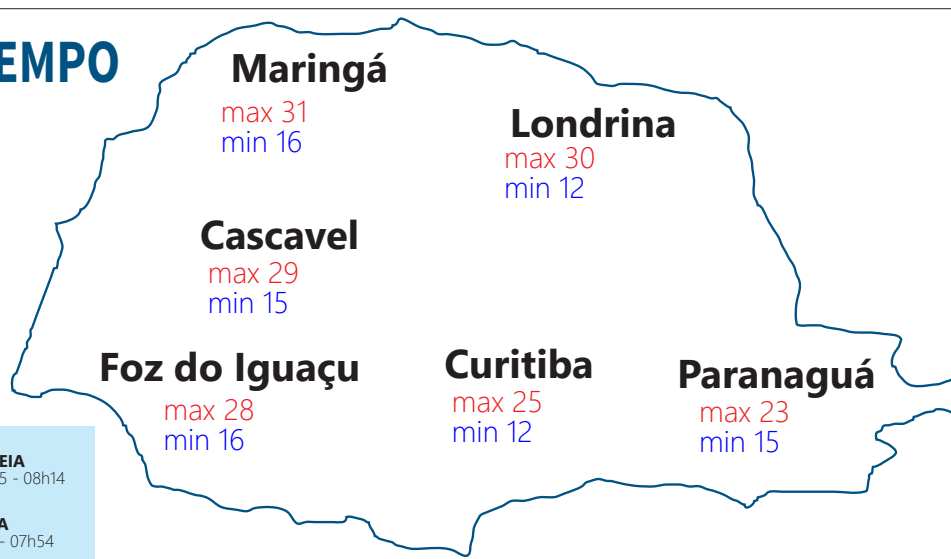 EMPO
Maringá
max 31
min 16
Londrina
max 30
min 12
Cascavel
max 29
min 15
Foz do Iguaçu
max 28
min 16
Curitiba
max 25
min 12
Paranaguá
max 23
min 15
EIA
5 - 08h14
A
- 07h54